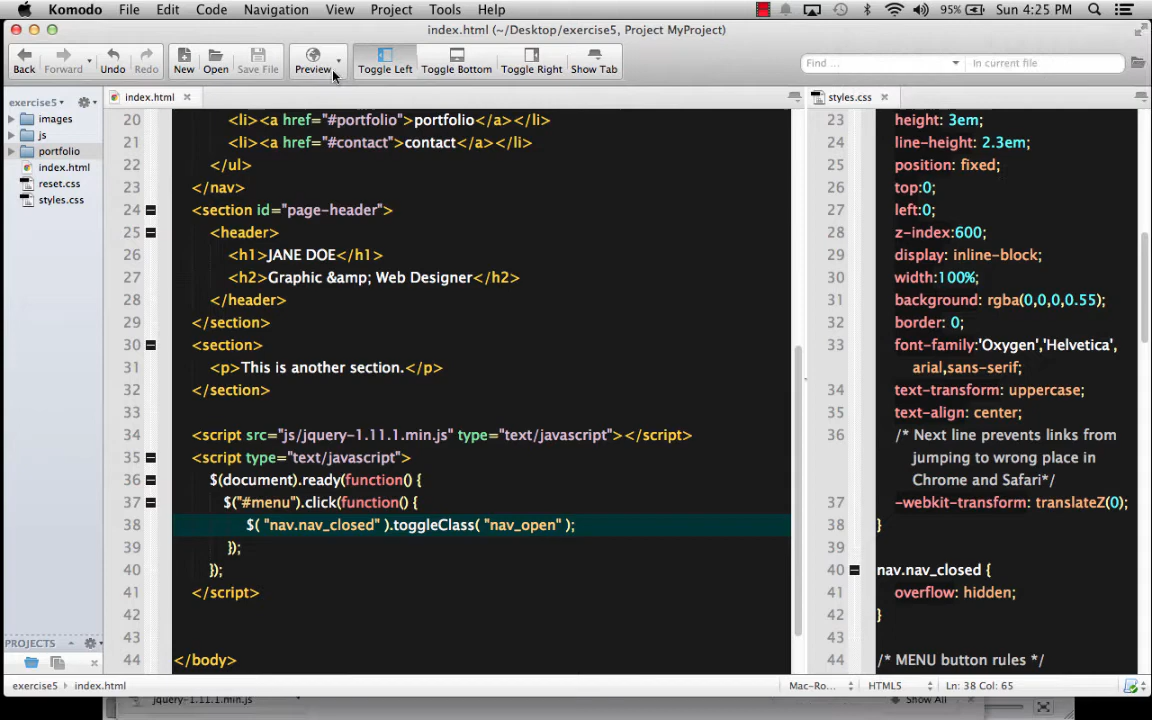 Komodo File Edit Code Navigation View Project Tools Help 95% Sun 4:25 PM
index.html (~/Desktop/exercise5, Project MyProject)
Back Forward Undo Redo New Open Save File Preview Toggle Left Toggle Bottom Toggle Right Show Tab Find ... in current file
exercise5
images
js
portfolio
index.html
reset.css
styles.css
PROJECTS
index.html
20 <li><a href="#portfolio">portfolio</a></li>
21 <li><a href="#contact">contact</a></li>
22 </ul>
23 </nav>
24 <section id="page-header">
25 <header>
26 <h1>JANE DOE</h1>
27 <h2>Graphic &amp; Web Designer</h2>
28 </header>
29 </section>
30 <section>
31 <p>This is another section.</p>
32 </section>
33
34 <script src="js/jquery-1.11.1.min.js" type="text/javascript"></script>
35 <script type="text/javascript">
36 $(document).ready(function() {
37 $("#menu").click(function() {
38 $( "nav.nav_closed" ).toggleClass( "nav_open" );
39 });
40 });
41 </script>
42
43
44 </body>
styles.css
23 height: 3em;
24 line-height: 2.3em;
25 position: fixed;
26 top:0;
27 left:0;
28 z-index:600;
29 display: inline-block;
30 width:100%;
31 background: rgba(0,0,0,0.55);
32 border: 0;
33 font-family:'Oxygen','Helvetica',
arial,sans-serif;
34 text-transform: uppercase;
35 text-align: center;
36 /* Next line prevents links from
jumping to wrong place in
Chrome and Safari*/
37 -webkit-transform: translateZ(0);
38 }
39
40 nav.nav_closed {
41 overflow: hidden;
42 }
43
44 /* MENU button rules */
exercise5 index.html Mac-Ro... HTML5 Ln: 38 Col: 65
jquery-1.11.1.min.js Show All